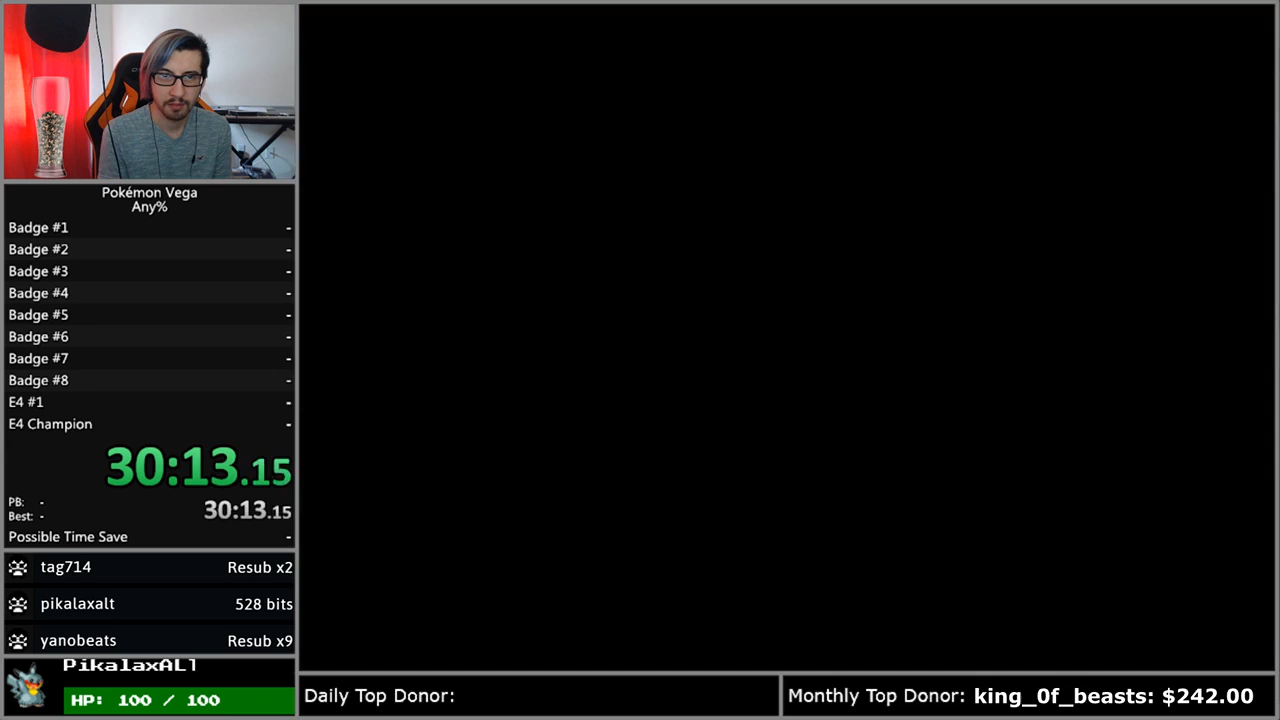 Pokémon Vega
Any%
Badge #1 -
Badge #2 -
Badge #3 -
Badge #4 -
Badge #5 -
Badge #6 -
Badge #7 -
Badge #8 -
E4 #1 -
E4 Champion -
30:13.15
PB: -
Best: -
30:13.15
Possible Time Save -
tag714 Resub x2
pikalaxalt 528 bits
yanobeats Resub x9
PikalaxALT
HP: 100 / 100
Daily Top Donor:
Monthly Top Donor: king_0f_beasts: $242.00